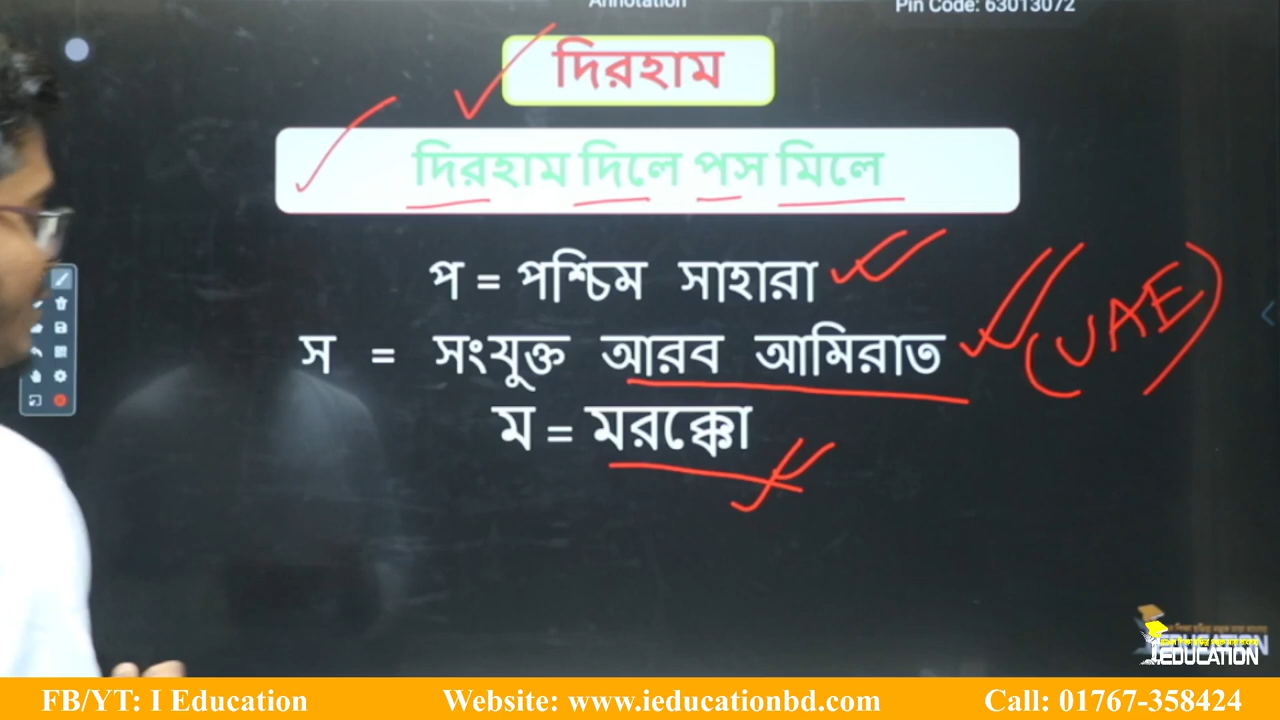 Annotation
Pin Code: 63013072
দিরহাম
দিরহাম দিলে পস মিলে
প = পশ্চিম সাহারা
স = সংযুক্ত আরব আমিরাত (UAE)
ম = মরক্কো
EDUCATION
IEDUCATION
FB/YT: I Education
Website: www.ieducationbd.com
Call: 01767-358424